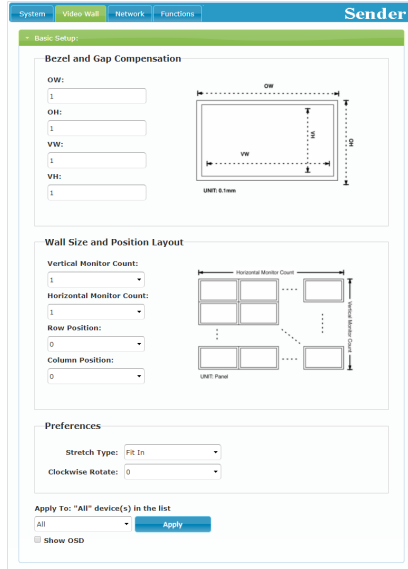 System Video Wall Network Functions Sender
Basic Setup:
Bezel and Gap Compensation
OW:
1
OH:
1
VW:
1
VH:
1
OW
VH
OH
VW
UNIT: 0.1mm
Wall Size and Position Layout
Vertical Monitor Count:
1
Horizontal Monitor Count:
1
Row Position:
0
Column Position:
0
Horizontal Monitor Count
Vertical Monitor Count
UNIT: Panel
Preferences
Stretch Type: Fit In
Clockwise Rotate: 0
Apply To: "All" device(s) in the list
All Apply
Show OSD